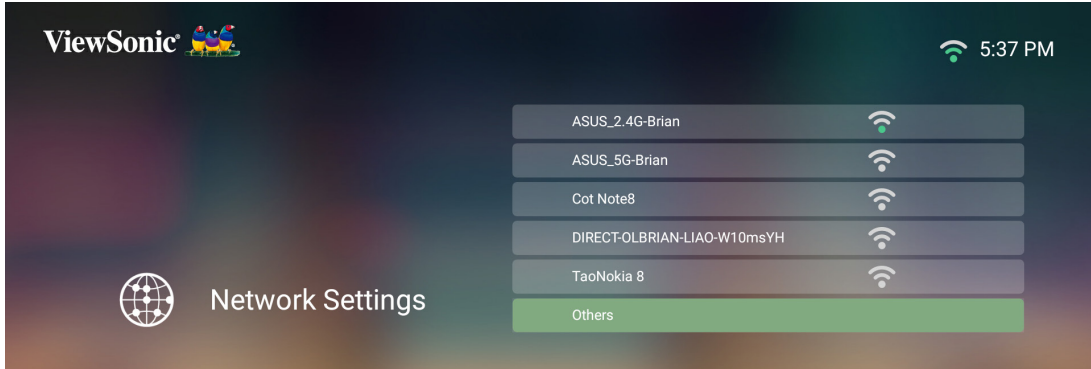 ViewSonic®
5:37 PM
ASUS_2.4G-Brian
ASUS_5G-Brian
Cot Note8
DIRECT-OLBRIAN-LIAO-W10msYH
TaoNokia 8
Network Settings
Others